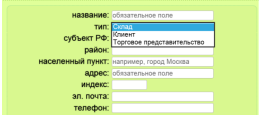 название: обязательное поле
тип: Склад
Клиент
субъект РФ: Торговое представительство
район:
населенный пункт: например, город Москва
адрес: обязательное поле
индекс:
эл. почта:
телефон: